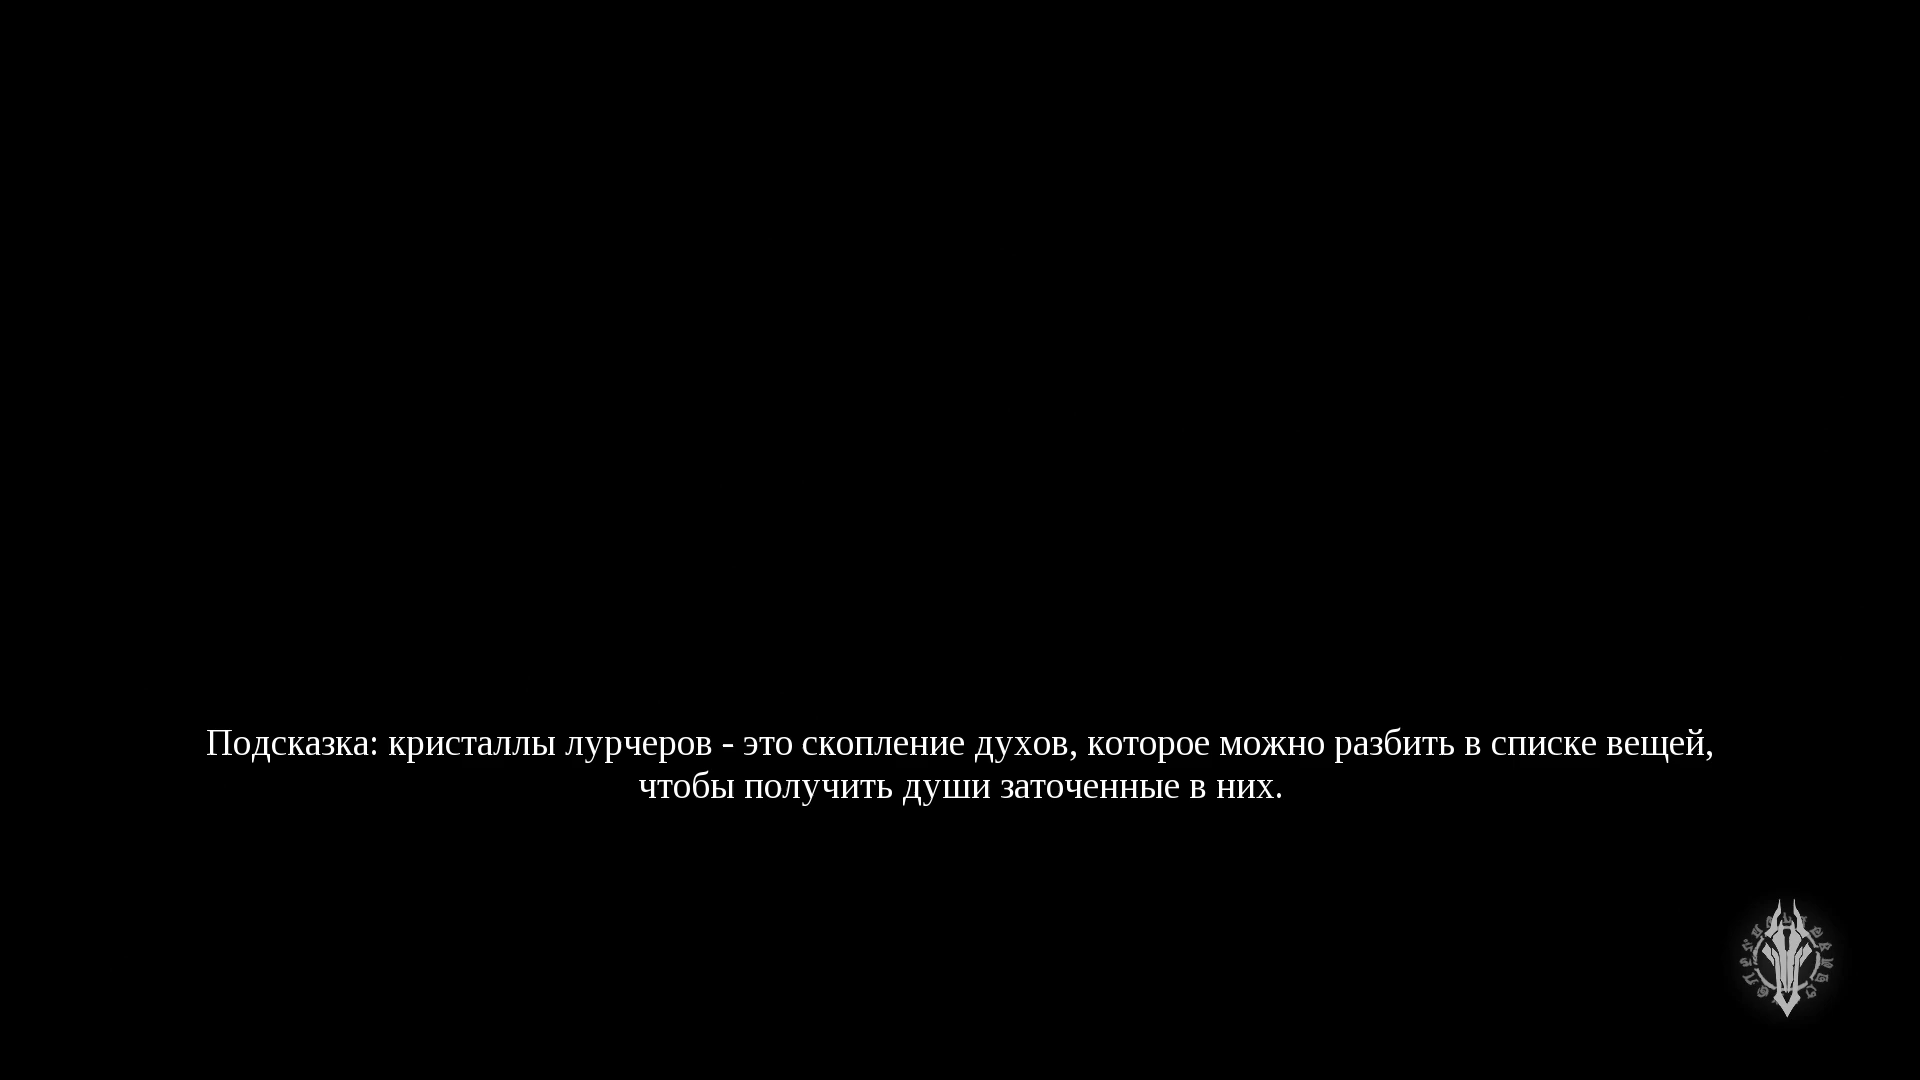 Подсказка: кристаллы лурчеров - это скопление духов, которое можно разбить в списке вещей,
чтобы получить души заточенные в них.